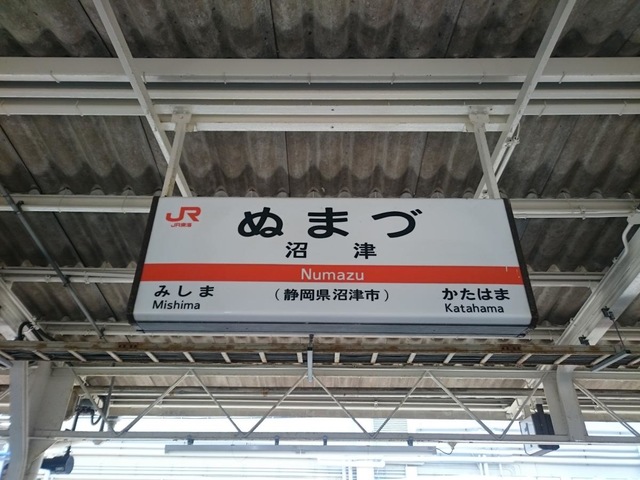 JR
JR東海
ぬまづ
沼津
Numazu
みしま
Mishima
(静岡県沼津市)
かたはま
Katahama